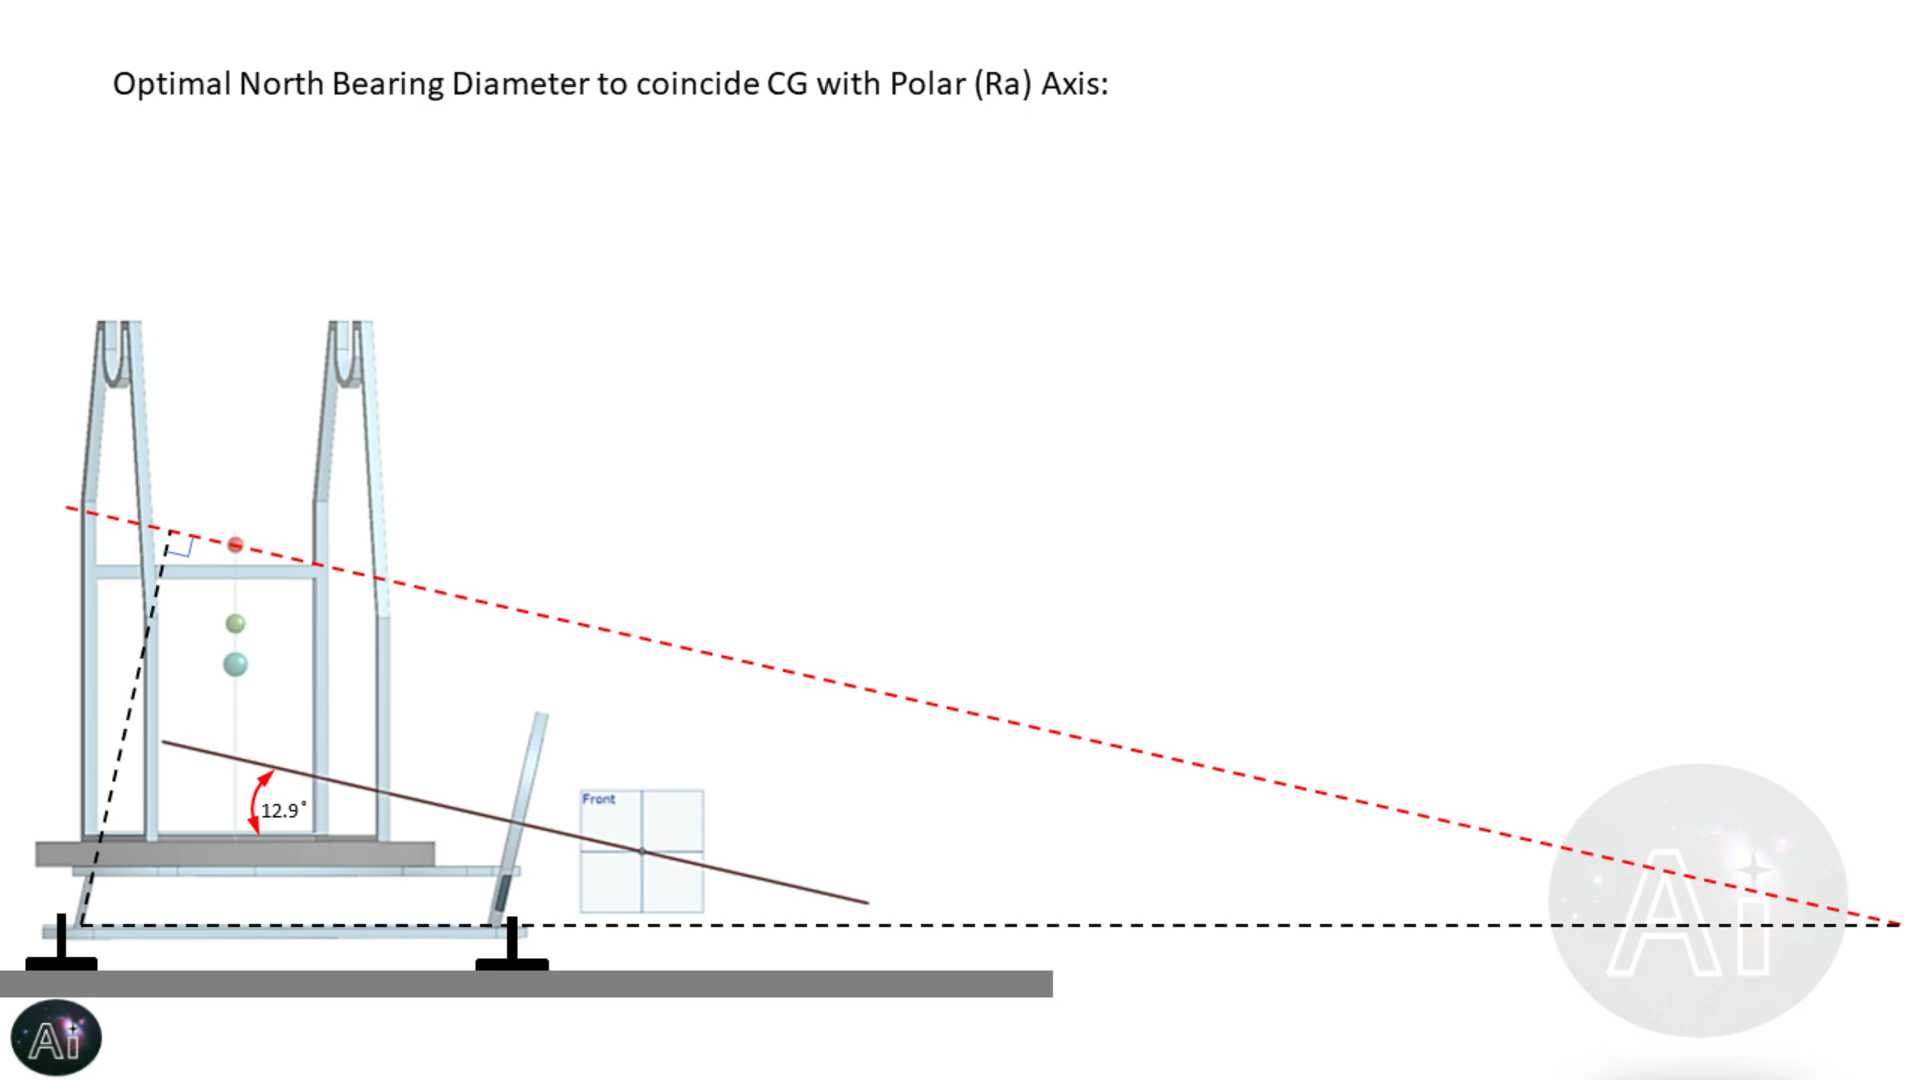 Optimal North Bearing Diameter to coincide CG with Polar (Ra) Axis:
12.9°
Front
Ai
Ai